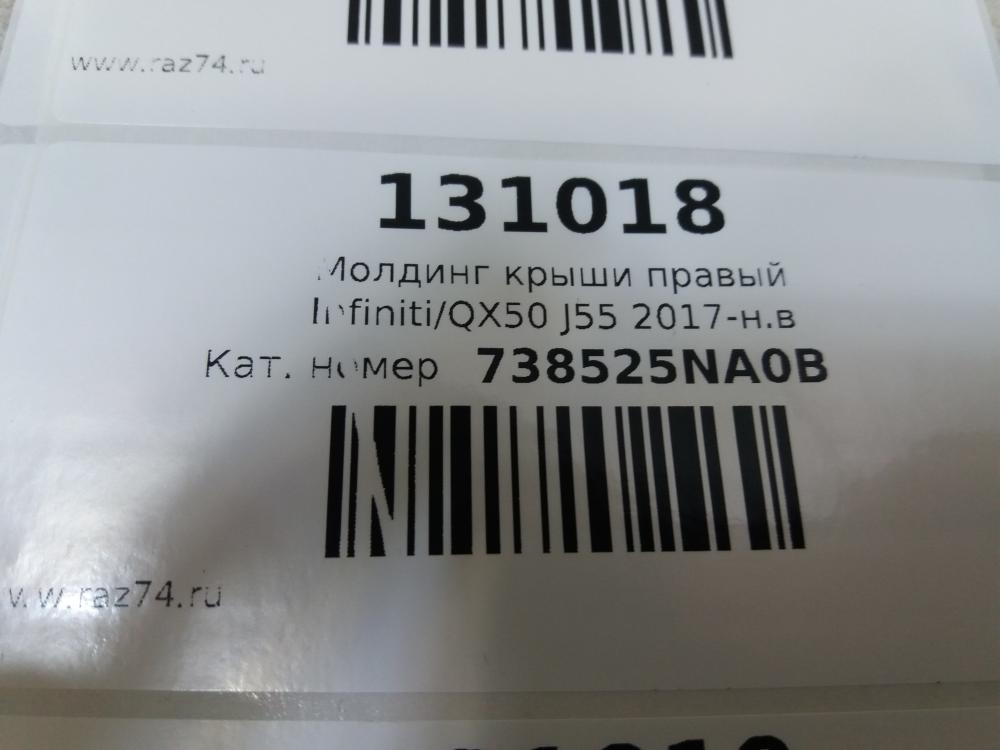 www.raz74.ru
131018
Молдинг крыши правый
Infiniti/QX50 J55 2017-н.в
Кат. номер 738525NA0B
www.raz74.ru